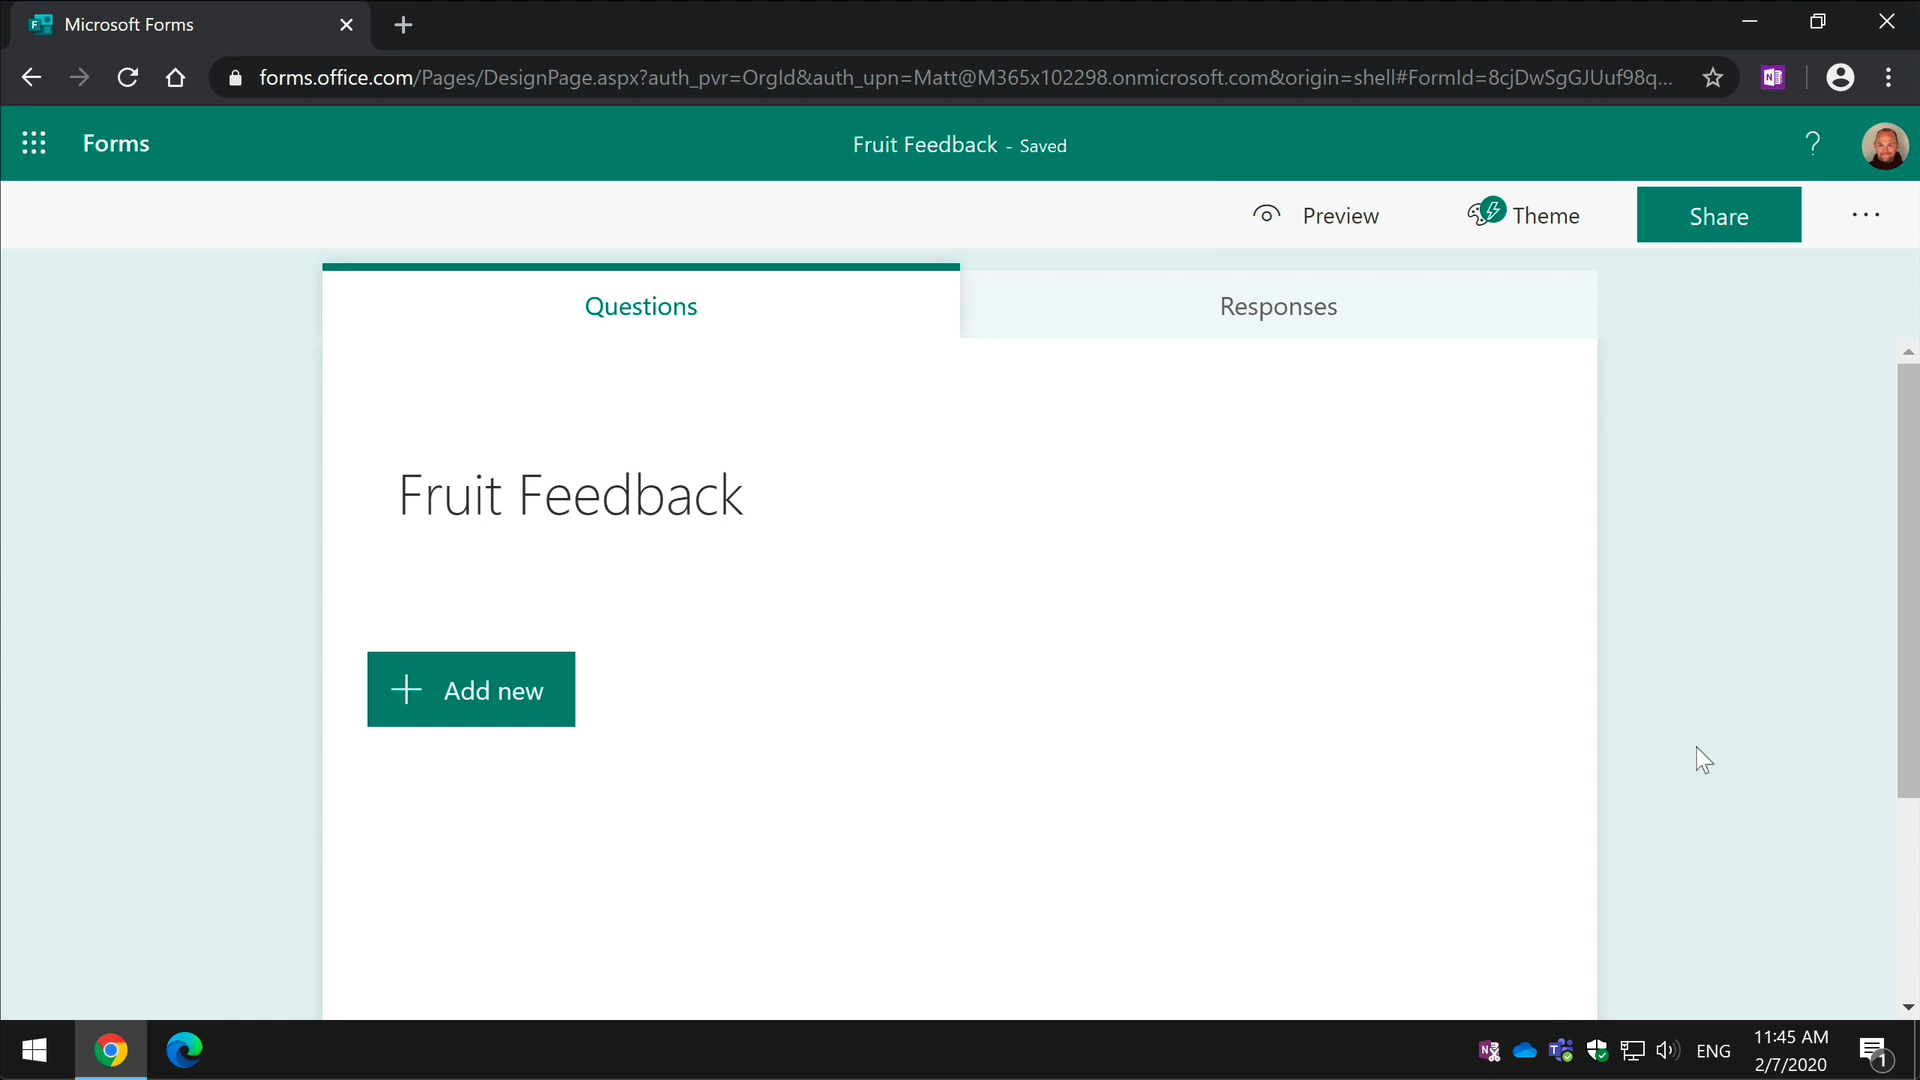 Microsoft Forms
forms.office.com/Pages/DesignPage.aspx?auth_pvr=OrgId&auth_upn=Matt@M365x102298.onmicrosoft.com&origin=shell#FormId=8cjDwSgGJUuf98q...
Forms
Fruit Feedback - Saved
?
Preview
Theme
Share
...
Questions
Responses
Fruit Feedback
+ Add new
ENG
11:45 AM
2/7/2020
1